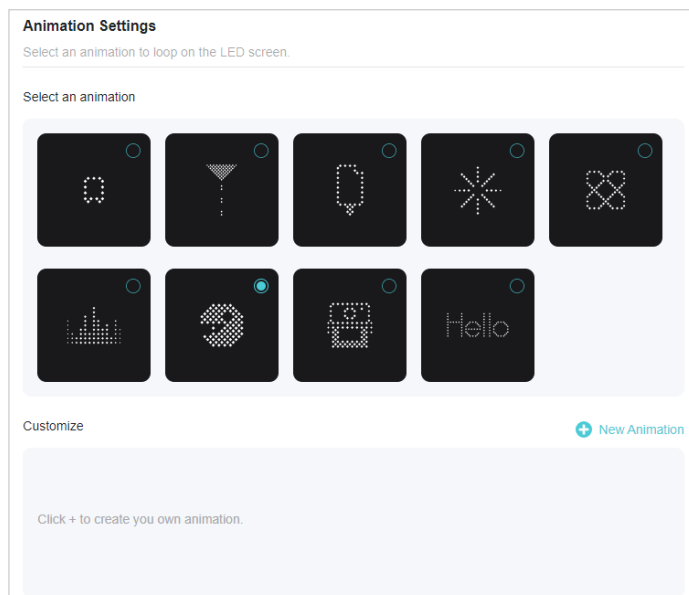 Animation Settings
Select an animation to loop on the LED screen.
Select an animation
Hello
Customize
New Animation
Click + to create you own animation.